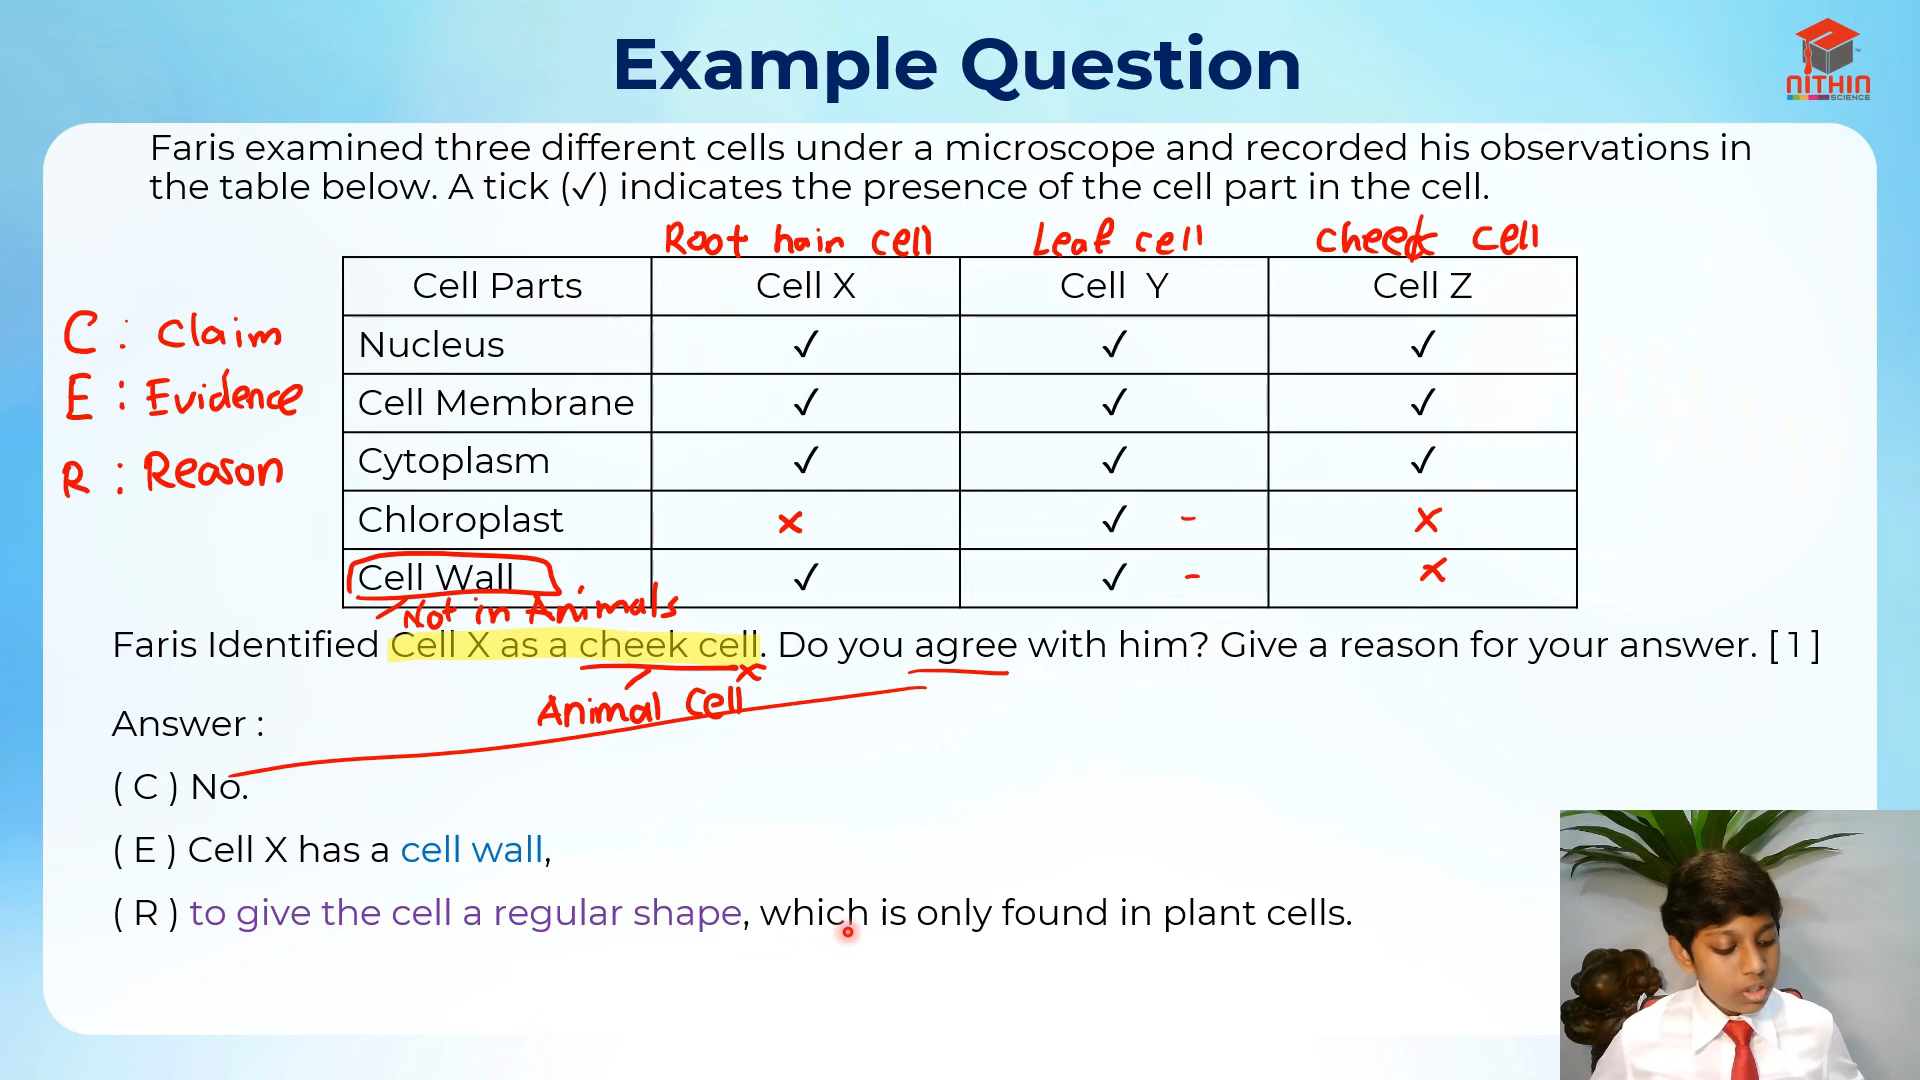 Example Question
NITHIN
SCIENCE
Faris examined three different cells under a microscope and recorded his observations in
the table below. A tick (✓) indicates the presence of the cell part in the cell.
Root hair cell Leaf cell cheek cell
Cell Parts Cell X Cell Y Cell Z
C : Claim
Nucleus ✓ ✓ ✓
E : Evidence
Cell Membrane ✓ ✓ ✓
R : Reason
Cytoplasm ✓ ✓ ✓
Chloroplast x ✓ - x
Cell Wall ✓ ✓ - x
Not in Animals
Faris Identified Cell X as a cheek cell. Do you agree with him? Give a reason for your answer. [ 1 ]
x
Animal Cell
Answer :
( C ) No.
( E ) Cell X has a cell wall,
( R ) to give the cell a regular shape, which is only found in plant cells.